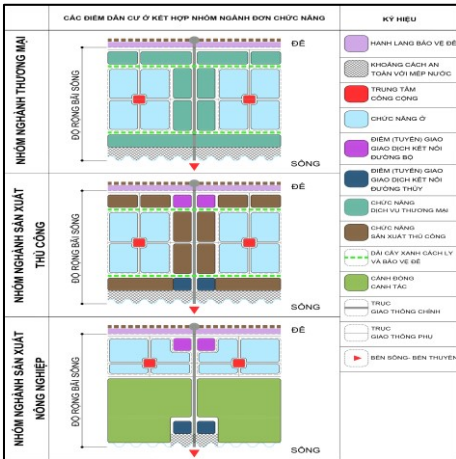 CÁC ĐIỂM DÂN CƯ Ở KẾT HỢP NHÓM NGÀNH ĐƠN CHỨC NĂNG
KÝ HIỆU
NHÓM NGHÀNH THƯƠNG MẠI
ĐỘ RỘNG BÃI SÔNG
ĐÊ
SÔNG
NHÓM NGHÀNH SẢN XUẤT
THỦ CÔNG
ĐỘ RỘNG BÃI SÔNG
ĐÊ
SÔNG
NHÓM NGHÀNH SẢN XUẤT
NÔNG NGHIỆP
ĐỘ RỘNG BÃI SÔNG
ĐÊ
SÔNG
HANH LANG BẢO VỆ ĐÊ
KHOẢNG CÁCH AN
TOÀN VỚI MÉP NƯỚC
TRUNG TÂM
CÔNG CỘNG
CHỨC NĂNG Ở
ĐIỂM (TUYẾN) GIAO
GIAO DỊCH KẾT NỐI
ĐƯỜNG BỘ
ĐIỂM (TUYẾN) GIAO
GIAO DỊCH KẾT NỐI
ĐƯỜNG THỦY
CHỨC NĂNG
DỊCH VỤ THƯƠNG MẠI
CHỨC NĂNG
SẢN XUẤT THỦ CÔNG
DẢI CÂY XANH CÁCH LY
VÀ BẢO VỆ ĐÊ
CÁNH ĐỒNG
CANH TÁC
TRỤC
GIAO THÔNG CHÍNH
TRỤC
GIAO THÔNG PHỤ
BẾN SÔNG- BẾN THUYỀN